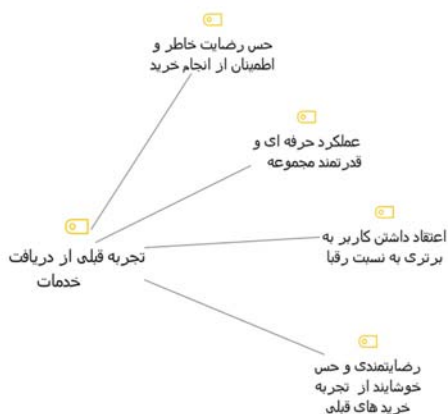 حس رضایت خاطر و
اطمینان از انجام خرید
عملکرد حرفه ای و
قدرتمند مجموعه
اعتقاد داشتن کاربر به
برتری به نسبت رقبا
تجربه قبلی از دریافت
خدمات
رضایتمندی و حس
خوشایند از تجربه
خرید های قبلی